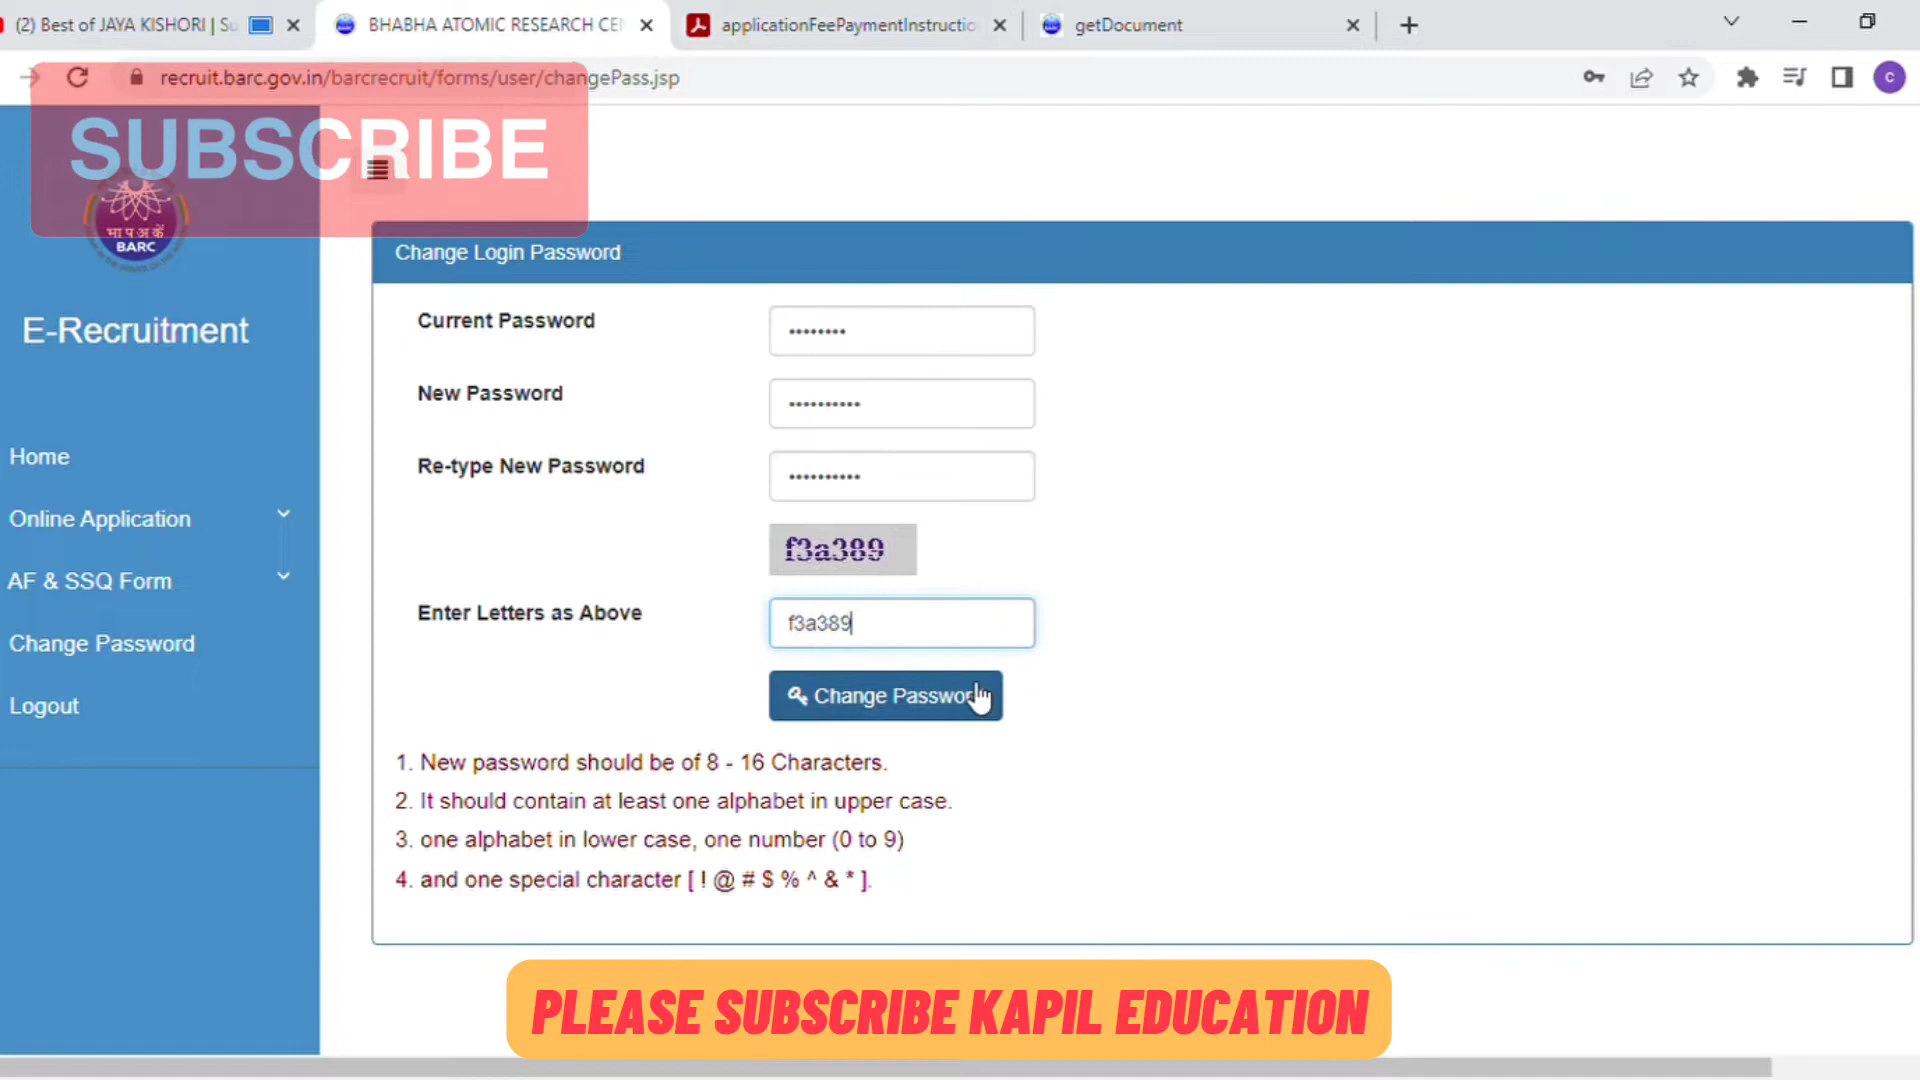 (2) Best of JAYA KISHORI | Su
BHABHA ATOMIC RESEARCH CEN
applicationFeePaymentInstructio
getDocument
recruit.barc.gov.in/barcrecruit/forms/user/changePass.jsp
C
SUBSCRIBE
भा प अ कें
BARC
E-Recruitment
Home
Online Application
AF & SSQ Form
Change Password
Logout
Change Login Password
Current Password ••••••••
New Password ••••••••••
Re-type New Password ••••••••••
f3a389
Enter Letters as Above f3a389
Change Password
1. New password should be of 8 - 16 Characters.
2. It should contain at least one alphabet in upper case.
3. one alphabet in lower case, one number (0 to 9)
4. and one special character [ ! @ # $ % ^ & * ].
PLEASE SUBSCRIBE KAPIL EDUCATION